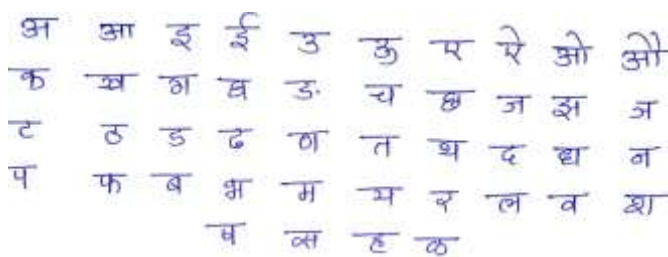 अ आ इ ई उ ऊ ए ऐ ओ औ
क ख ग घ ङ च छ ज झ ञ
ट ठ ड ढ ण त थ द ध न
प फ ब भ म य र ल व श
ष स ह ळ